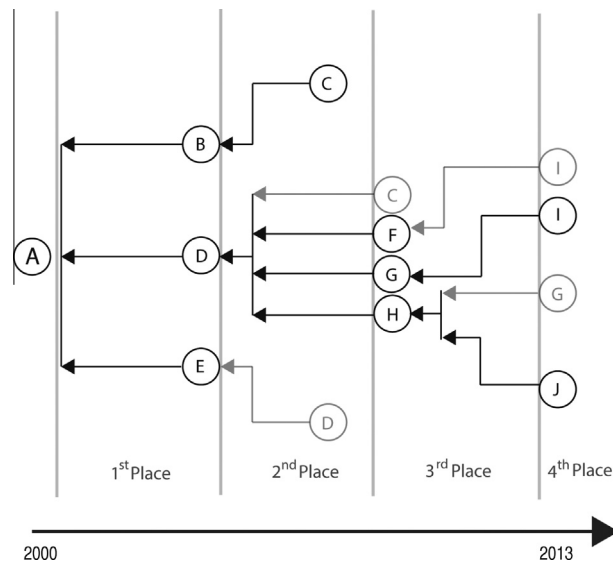 C
B
I
C
I
F
A
D
G
G
H
E
J
D
1st Place
2nd Place
3rd Place
4th Place
2000
2013